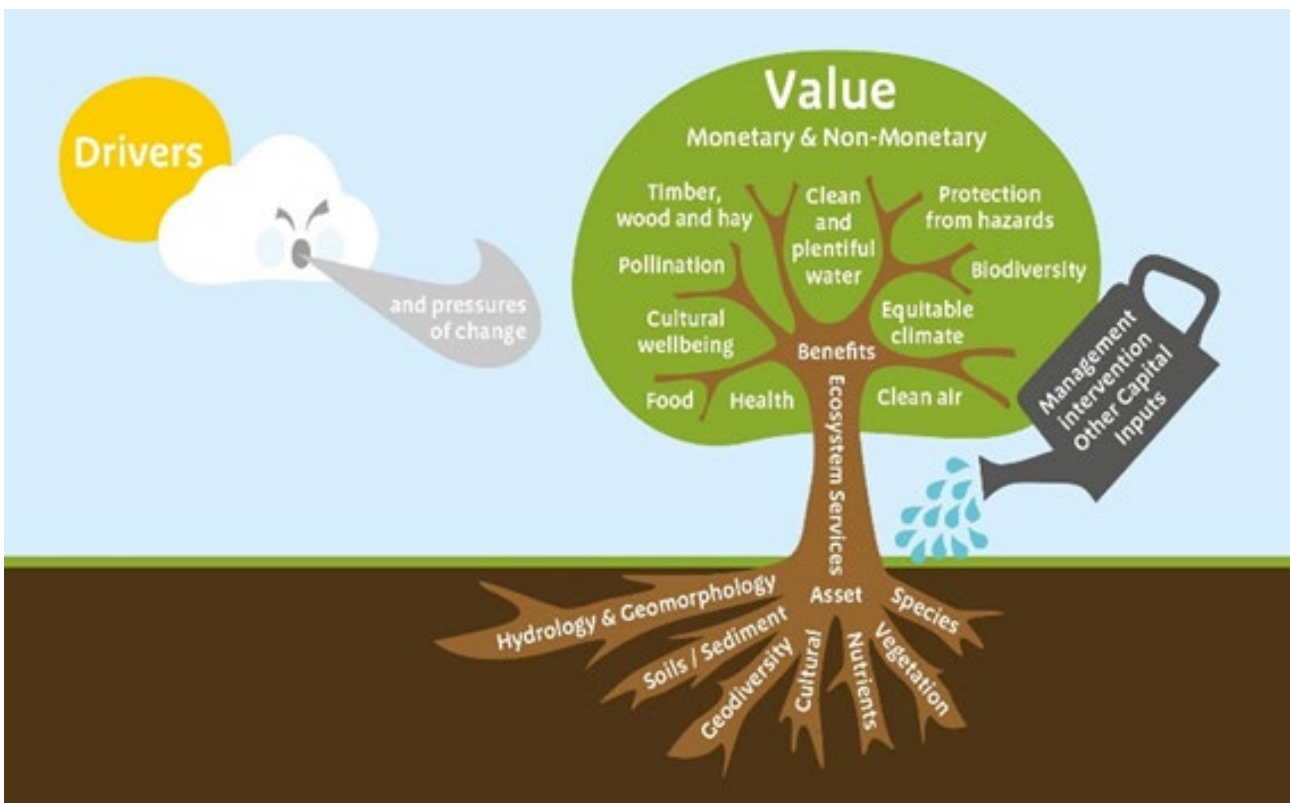 Drivers
and pressures
of change
Value
Monetary & Non-Monetary
Timber,
wood and hay
Clean
and
plentiful
water
Protection
from hazards
Pollination
Biodiversity
Cultural
wellbeing
Equitable
climate
Benefits
Food
Health
Clean air
Ecosystem Services
Management
intervention
Other Capital
Inputs
Asset
Hydrology & Geomorphology
Soils / Sediment
Geodiversity
Cultural
Nutrients
Vegetation
Species